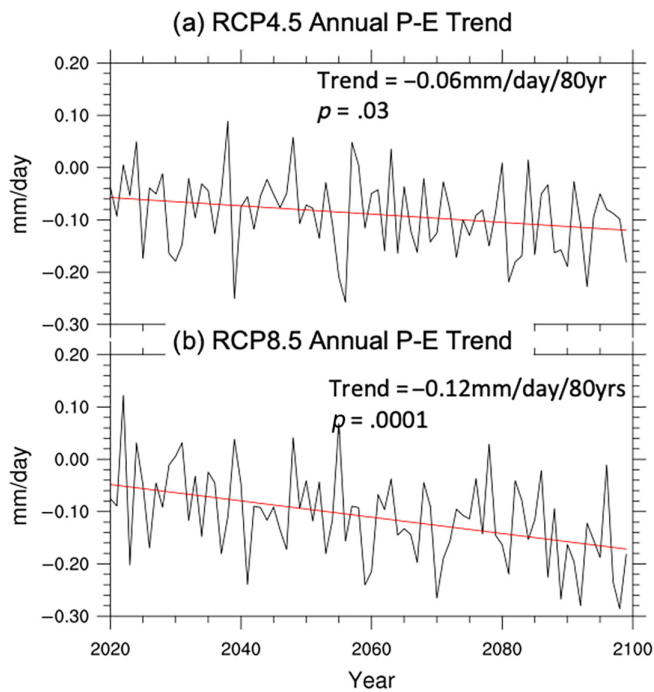 (a) RCP4.5 Annual P-E Trend
0.20
Trend = −0.06mm/day/80yr
p = .03
0.10
0.00
mm/day
−0.10
−0.20
−0.30
(b) RCP8.5 Annual P-E Trend
0.20
Trend = −0.12mm/day/80yrs
p = .0001
0.10
0.00
mm/day
−0.10
−0.20
−0.30
2020 2040 2060 2080 2100
Year